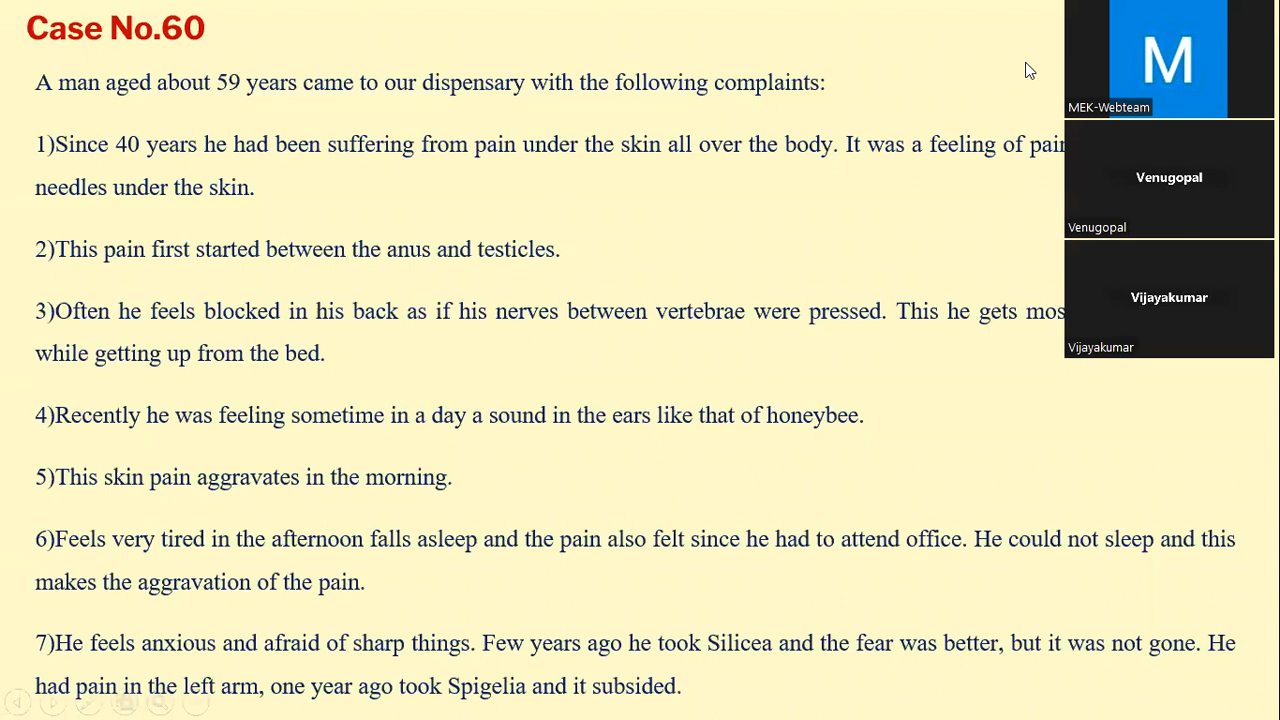 Case No.60
A man aged about 59 years came to our dispensary with the following complaints:
1)Since 40 years he had been suffering from pain under the skin all over the body. It was a feeling of
needles under the skin.
2)This pain first started between the anus and testicles.
3)Often he feels blocked in his back as if his nerves between vertebrae were pressed. This he gets
while getting up from the bed.
4)Recently he was feeling sometime in a day a sound in the ears like that of honeybee.
5)This skin pain aggravates in the morning.
6)Feels very tired in the afternoon falls asleep and the pain also felt since he had to attend office. He could not sleep and this
makes the aggravation of the pain.
7)He feels anxious and afraid of sharp things. Few years ago he took Silicea and the fear was better, but it was not gone. He
had pain in the left arm, one year ago took Spigelia and it subsided.
M
MEK-Webteam
Venugopal
Venugopal
Vijayakumar
Vijayakumar